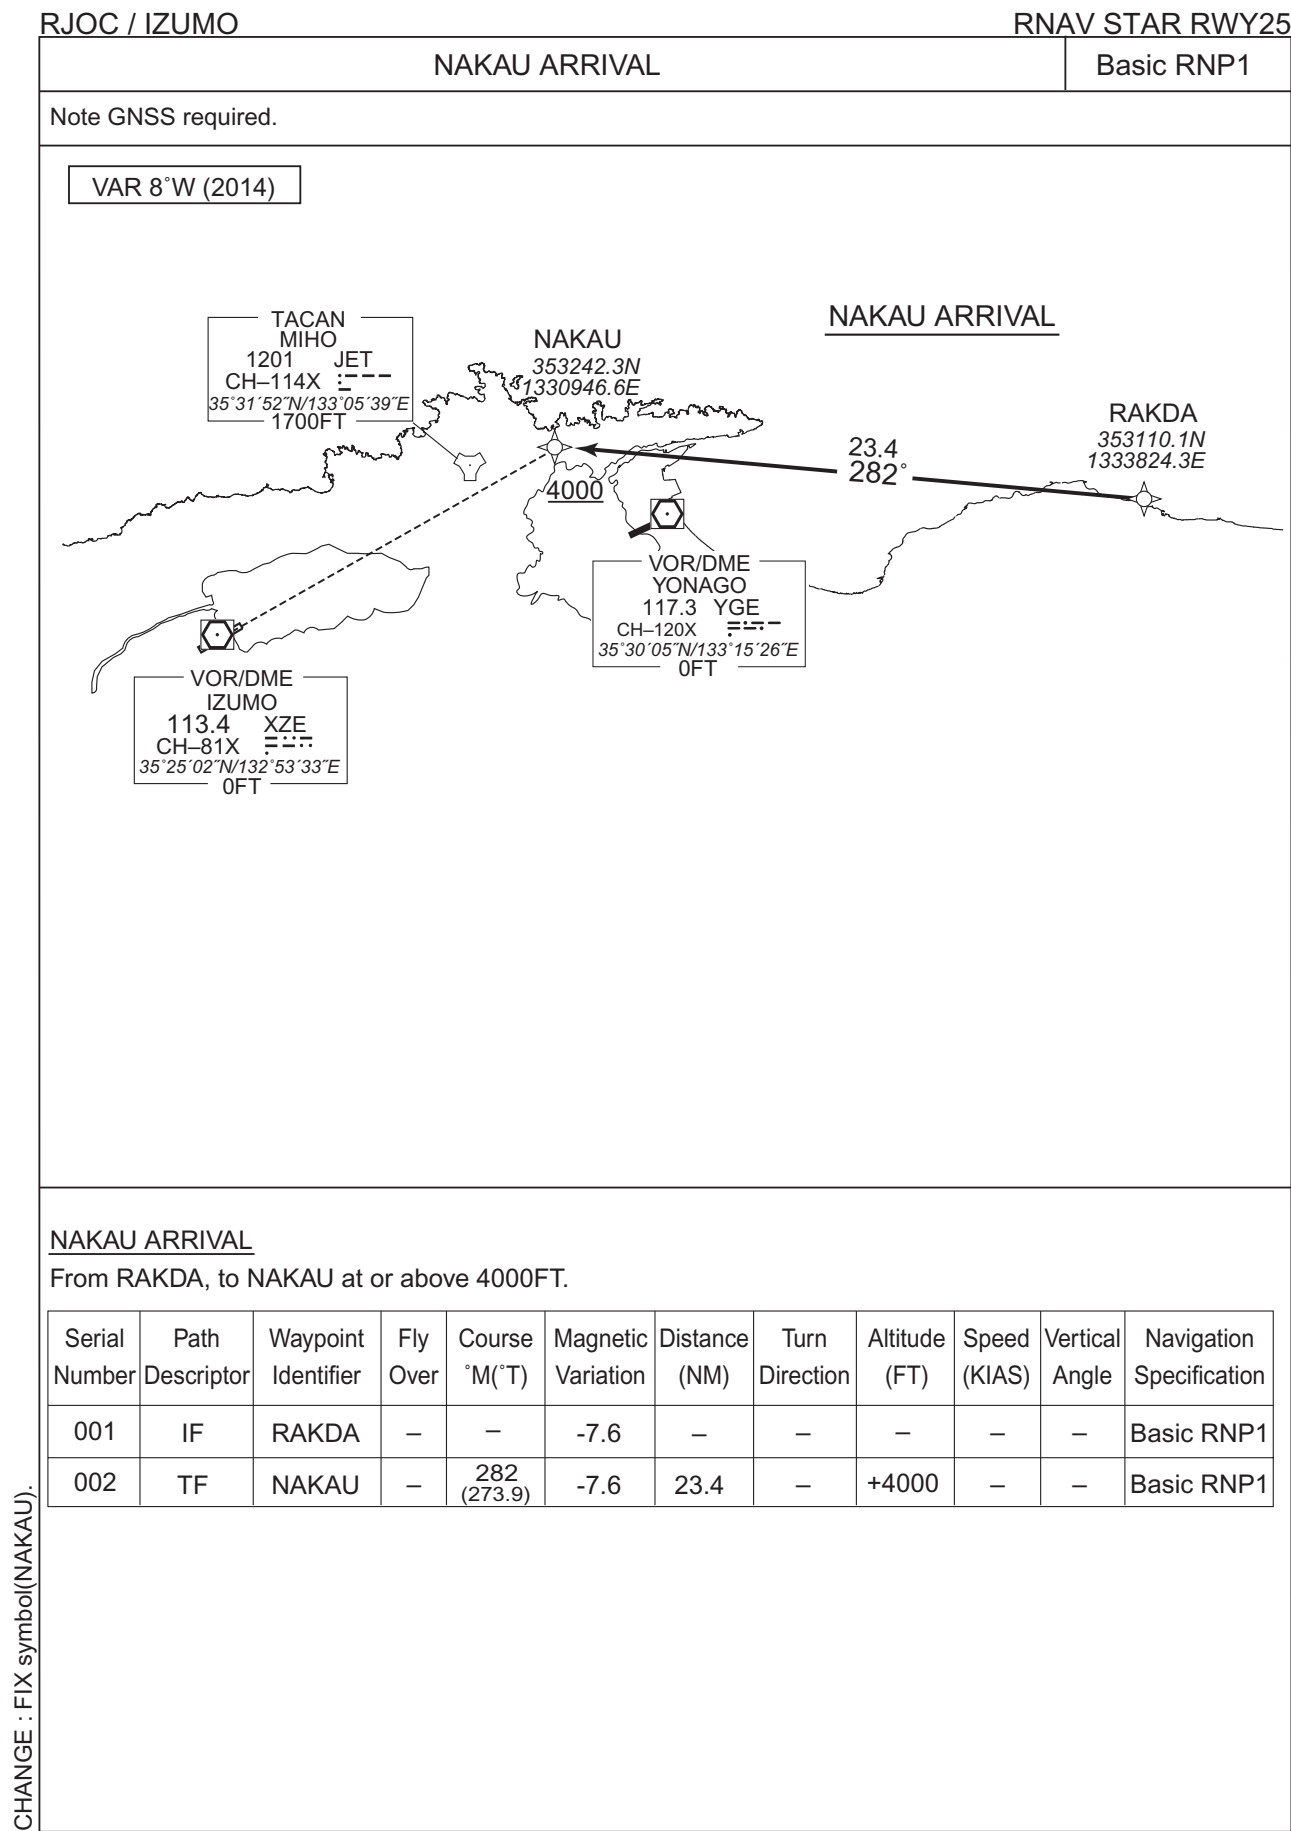 RJOC / IZUMO
RNAV STAR RWY25
NAKAU ARRIVAL
Basic RNP1
Note GNSS required.
VAR 8˚W (2014)
NAKAU ARRIVAL
TACAN
MIHO
1201 JET
CH–114X
35˚31´52˝N/133˚05´39˝E
1700FT
NAKAU
353242.3N
1330946.6E
4000
23.4
282˚
RAKDA
353110.1N
1333824.3E
VOR/DME
YONAGO
117.3 YGE
CH–120X
35˚30´05˝N/133˚15´26˝E
0FT
VOR/DME
IZUMO
113.4 XZE
CH–81X
35˚25´02˝N/132˚53´33˝E
0FT
NAKAU ARRIVAL
From RAKDA, to NAKAU at or above 4000FT.
Serial Number Path Descriptor Waypoint Identifier Fly Over Course ˚M(˚T) Magnetic Variation Distance (NM) Turn Direction Altitude (FT) Speed (KIAS) Vertical Angle Navigation Specification
001 IF RAKDA – – -7.6 – – – – – Basic RNP1
002 TF NAKAU – 282 (273.9) -7.6 23.4 – +4000 – – Basic RNP1
CHANGE : FIX symbol(NAKAU).